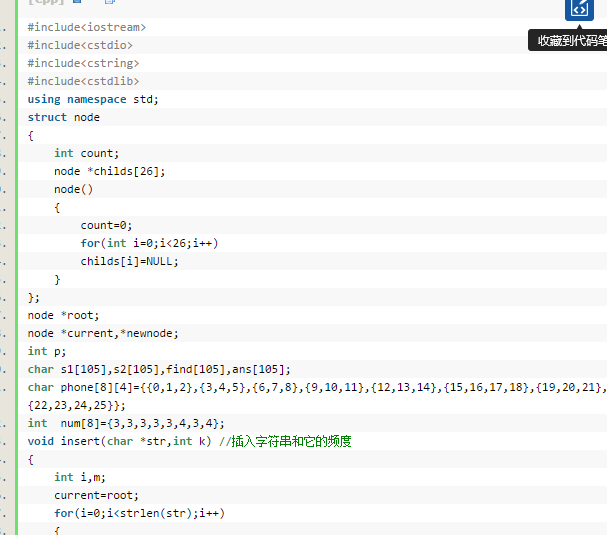 [cpp]
收藏到代码笔
#include<iostream>
#include<cstdio>
#include<cstring>
#include<cstdlib>
using namespace std;
struct node
{
    int count;
    node *childs[26];
    node()
    {
        count=0;
        for(int i=0;i<26;i++)
        childs[i]=NULL;
    }
};
node *root;
node *current,*newnode;
int p;
char s1[105],s2[105],find[105],ans[105];
char phone[8][4]={{0,1,2},{3,4,5},{6,7,8},{9,10,11},{12,13,14},{15,16,17,18},{19,20,21},
{22,23,24,25}};
int  num[8]={3,3,3,3,3,4,3,4};
void insert(char *str,int k) //插入字符串和它的频度
{
    int i,m;
    current=root;
    for(i=0;i<strlen(str);i++)
    {